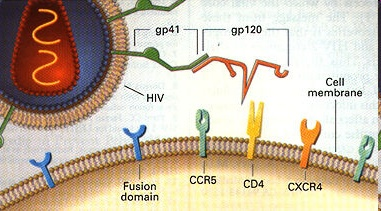 gp41
gp120
HIV
Cell
membrane
Fusion
domain
CCR5
CD4
CXCR4